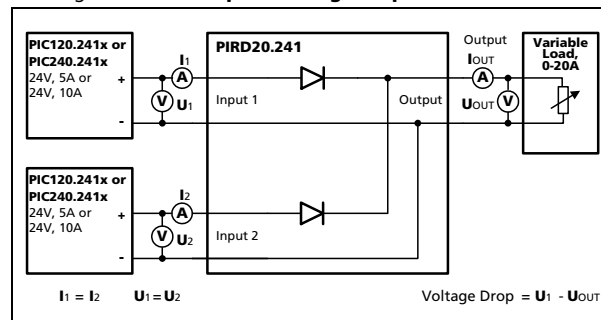 PIC120.241x or
PIC240.241x
24V, 5A or
24V, 10A
+
-
I1
A
V
U1
PIRD20.241
Input 1
Output
Output
IOUT
A
UOUT
V
Variable
Load,
0-20A
PIC120.241x or
PIC240.241x
24V, 5A or
24V, 10A
+
-
I2
A
V
U2
Input 2
I1 = I2
U1=U2
Voltage Drop = U1 - UOUT